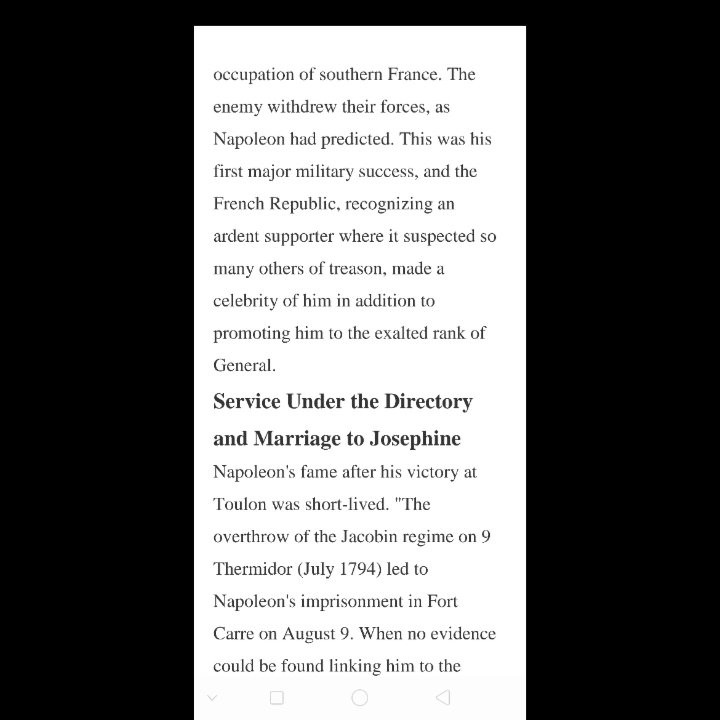 occupation of southern France. The
enemy withdrew their forces, as
Napoleon had predicted. This was his
first major military success, and the
French Republic, recognizing an
ardent supporter where it suspected so
many others of treason, made a
celebrity of him in addition to
promoting him to the exalted rank of
General.
Service Under the Directory
and Marriage to Josephine
Napoleon's fame after his victory at
Toulon was short-lived. "The
overthrow of the Jacobin regime on 9
Thermidor (July 1794) led to
Napoleon's imprisonment in Fort
Carre on August 9. When no evidence
could be found linking him to the